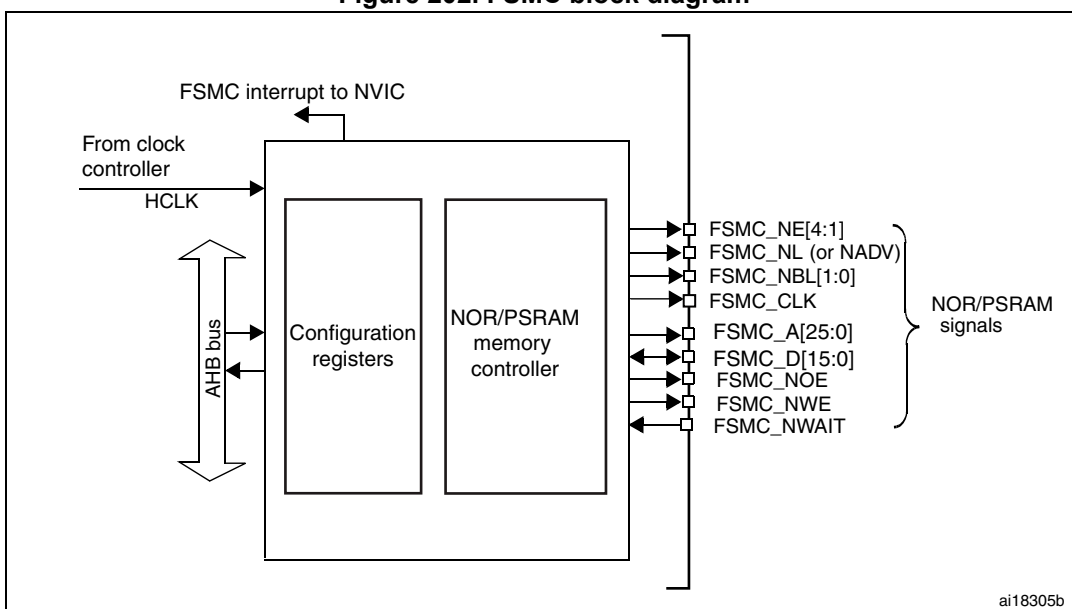 FSMC interrupt to NVIC
From clock
controller
HCLK
AHB bus
Configuration
registers
NOR/PSRAM
memory
controller
FSMC_NE[4:1]
FSMC_NL (or NADV)
FSMC_NBL[1:0]
FSMC_CLK
FSMC_A[25:0]
FSMC_D[15:0]
FSMC_NOE
FSMC_NWE
FSMC_NWAIT
NOR/PSRAM
signals
ai18305b